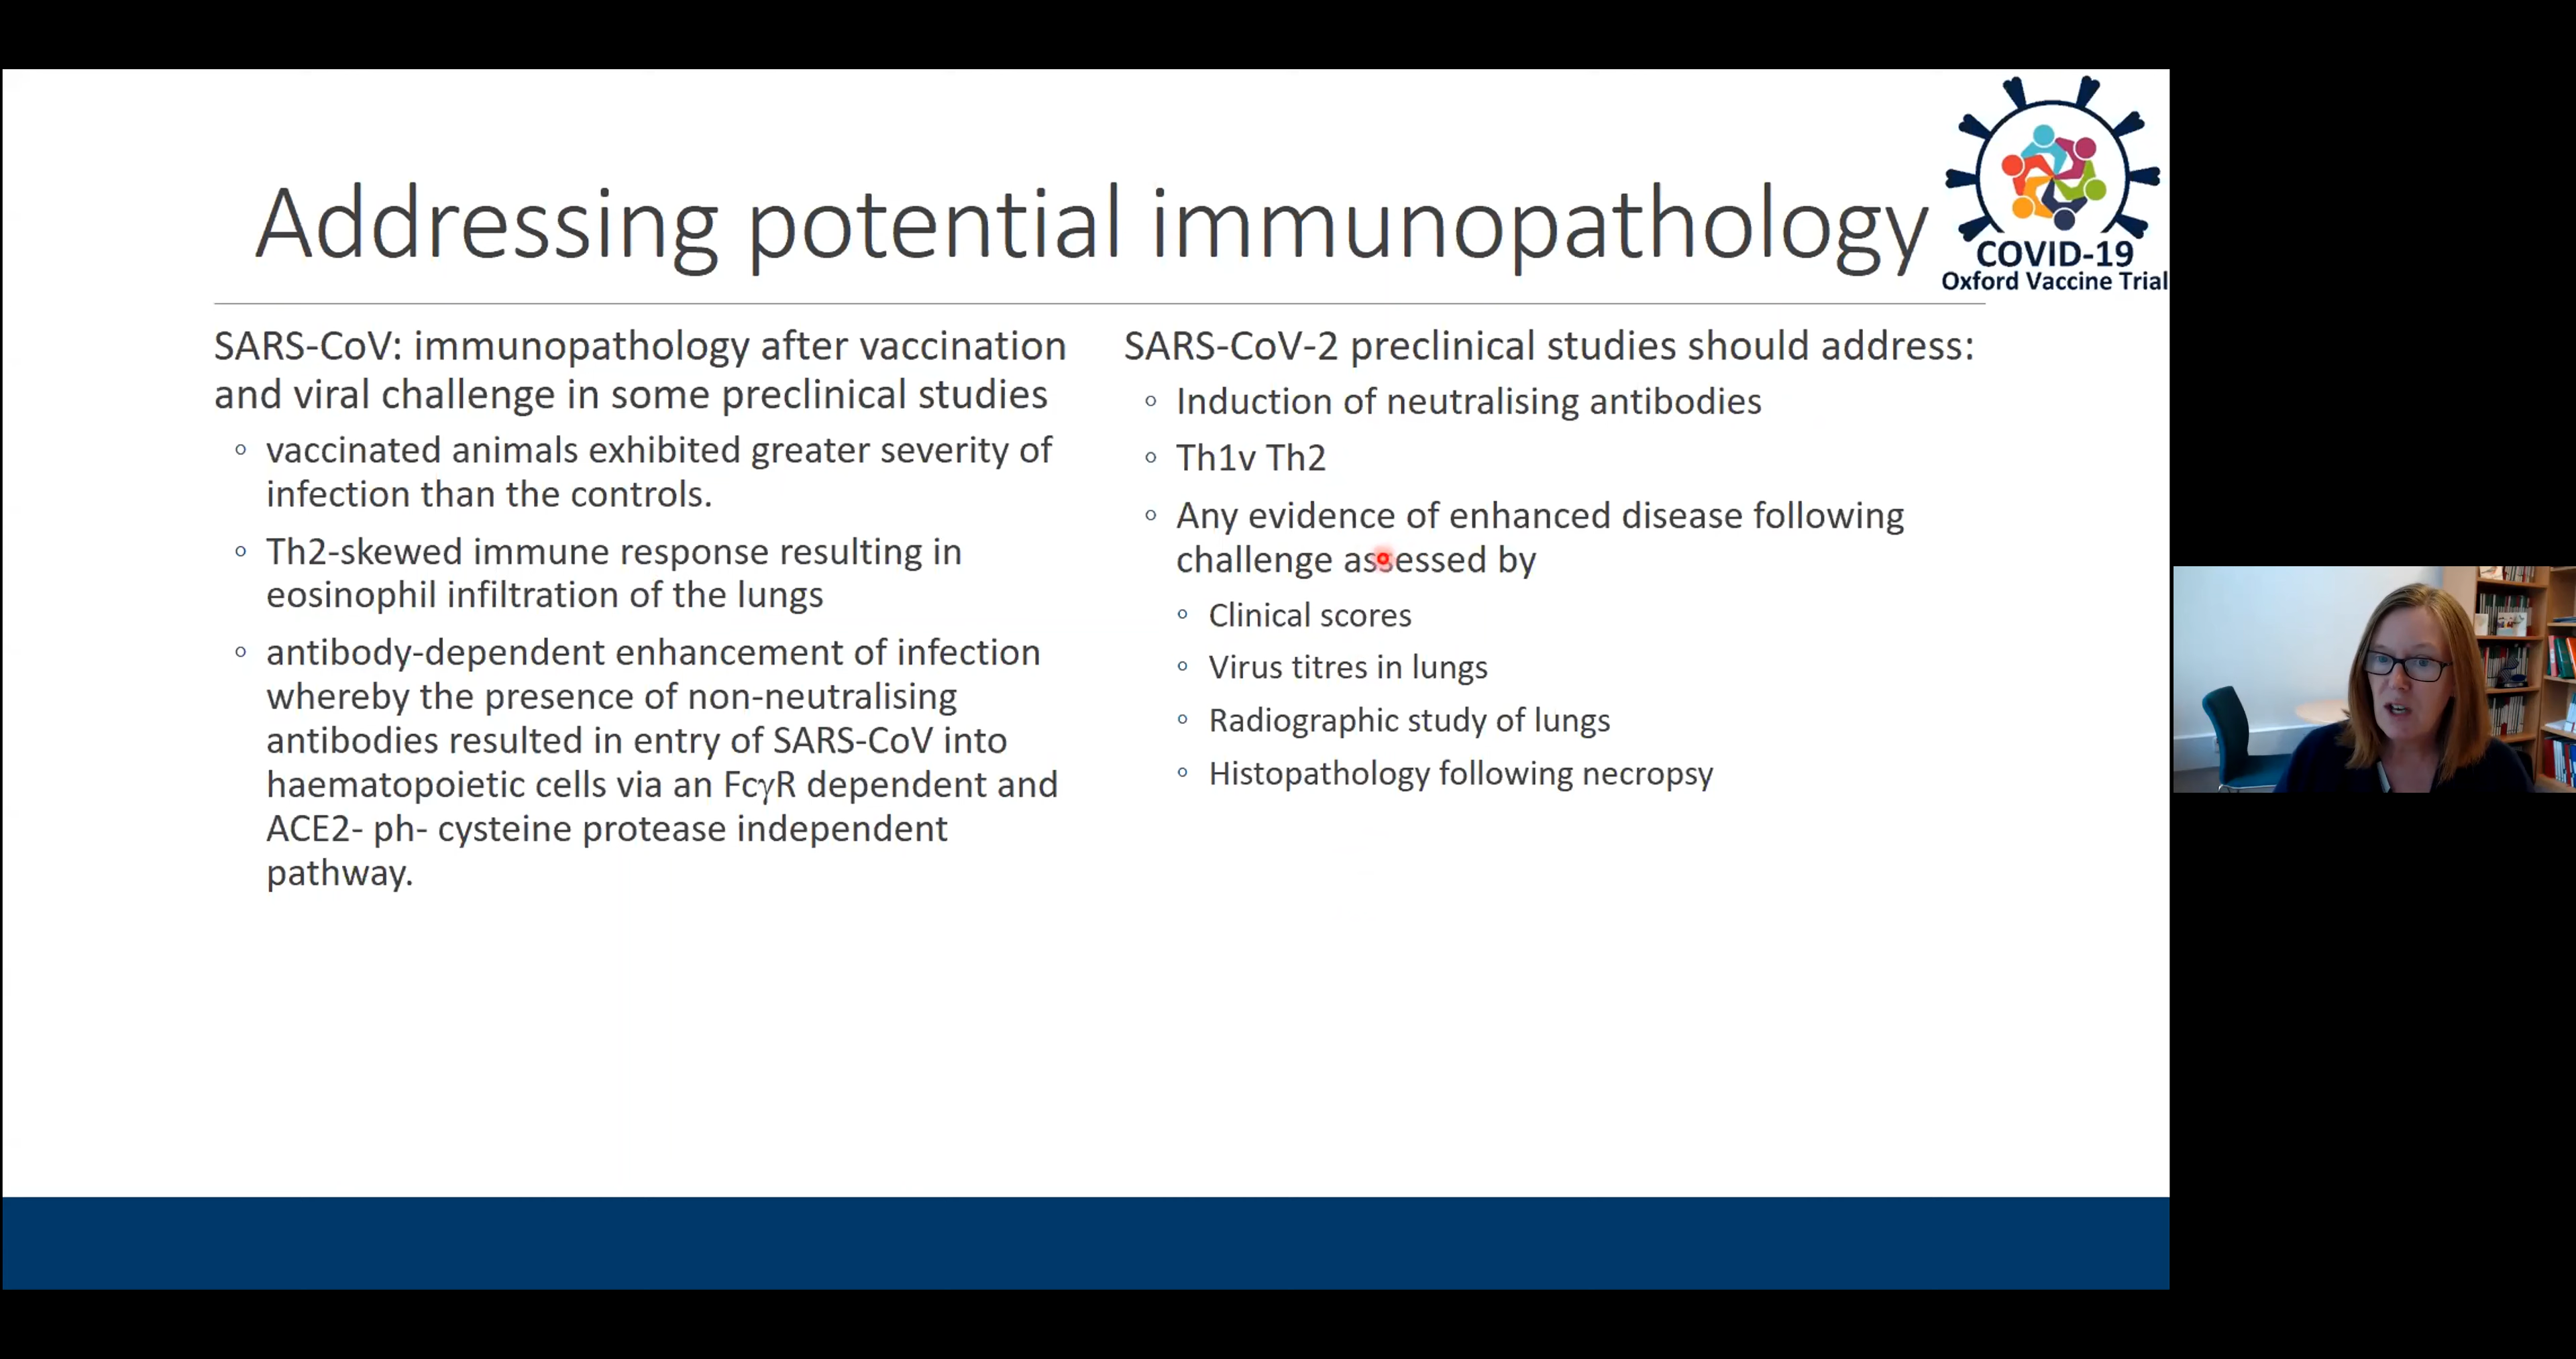 Addressing potential immunopathology
COVID-19
Oxford Vaccine Trial
SARS-CoV: immunopathology after vaccination
and viral challenge in some preclinical studies
◦ vaccinated animals exhibited greater severity of
infection than the controls.
◦ Th2-skewed immune response resulting in
eosinophil infiltration of the lungs
◦ antibody-dependent enhancement of infection
whereby the presence of non-neutralising
antibodies resulted in entry of SARS-CoV into
haematopoietic cells via an FcγR dependent and
ACE2- ph- cysteine protease independent
pathway.
SARS-CoV-2 preclinical studies should address:
◦ Induction of neutralising antibodies
◦ Th1v Th2
◦ Any evidence of enhanced disease following
challenge assessed by
◦ Clinical scores
◦ Virus titres in lungs
◦ Radiographic study of lungs
◦ Histopathology following necropsy